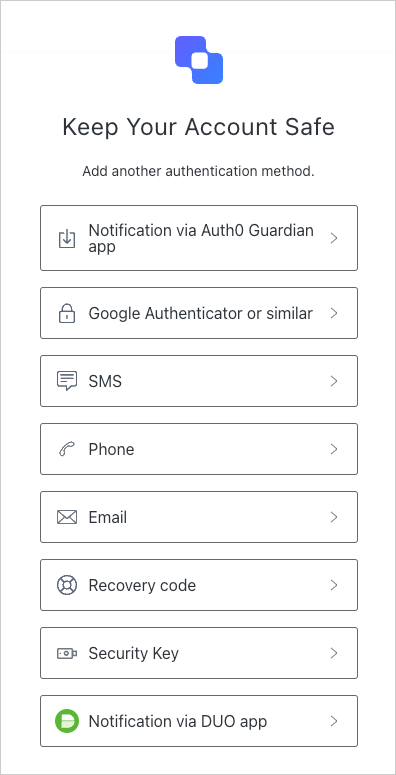 Keep Your Account Safe
Add another authentication method.
Notification via Auth0 Guardian
app
Google Authenticator or similar
SMS
Phone
Email
Recovery code
Security Key
Notification via DUO app